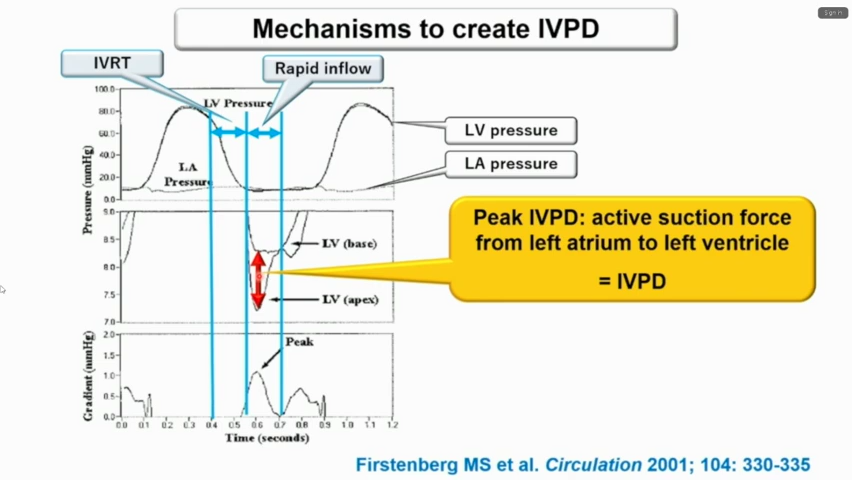 Sign in
Mechanisms to create IVPD
IVRT
Rapid inflow
LV Pressure
LA
Pressure
LV pressure
LA pressure
Pressure (mmHg)
100.0
80.0
60.0
40.0
20.0
0.0
9.0
8.0
7.5
7.0
LV (base)
LV (apex)
Peak IVPD: active suction force
from left atrium to left ventricle
= IVPD
Gradient (mmHg)
2.0
1.5
1.0
0.5
0.0
Peak
0.0 0.1 0.2 0.3 0.4 0.5 0.6 0.7 0.8 0.9 1.0 1.1 1.2
Time (seconds)
Firstenberg MS et al. Circulation 2001; 104: 330-335